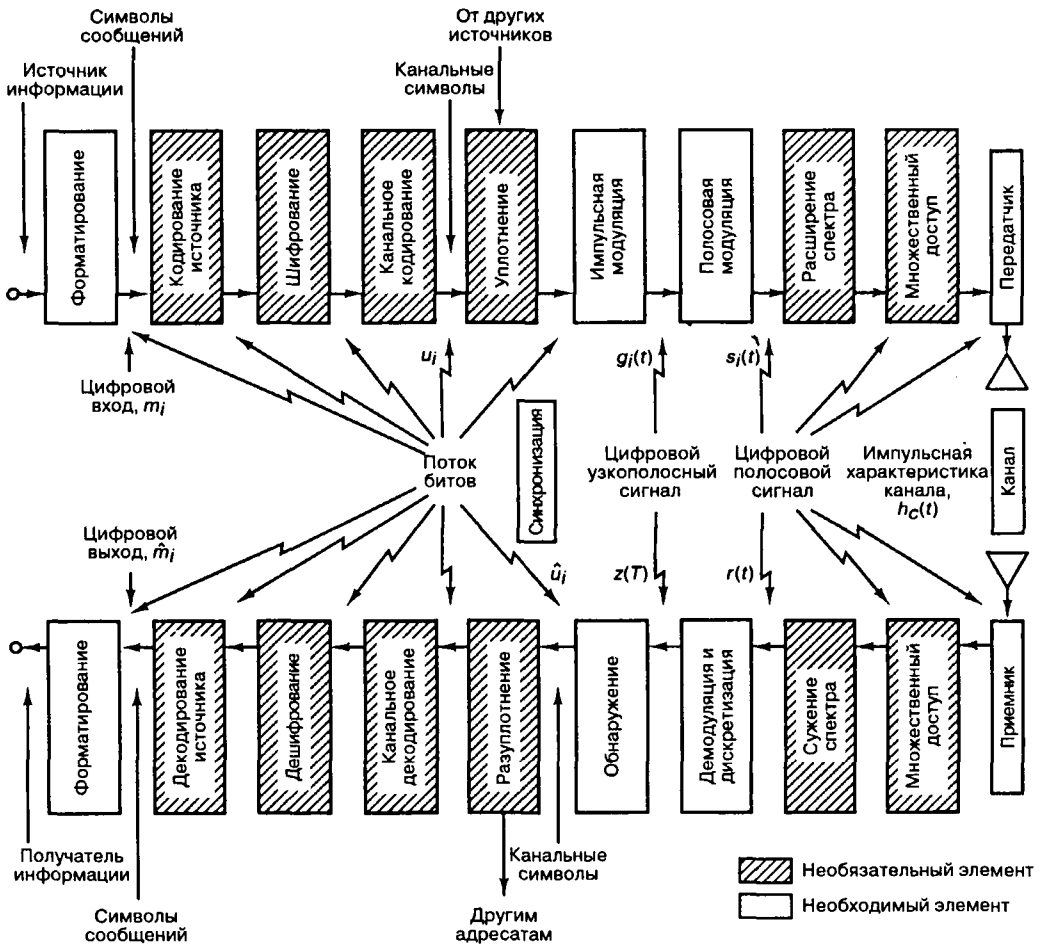 Символы
сообщений
От других
источников
Источник
информации
Канальные
символы
Форматирование
Кодирование
источника
Шифрование
Канальное
кодирование
Уплотнение
Импульсная
модуляция
Полосовая
модуляция
Расширение
спектра
Множественный
доступ
Передатчик
Цифровой
вход, mi
ui
gi(t)
si(t)
Поток
битов
Синхронизация
Цифровой
узкополосный
сигнал
Цифровой
полосовой
сигнал
Импульсная
характеристика
канала,
hc(t)
Канал
Цифровой
выход, m̂i
ûi
z(T)
r(t)
Форматирование
Декодирование
источника
Дешифрование
Канальное
декодирование
Разуплотнение
Обнаружение
Демодуляция и
дискретизация
Сужение
спектра
Множественный
доступ
Приемник
Получатель
информации
Символы
сообщений
Канальные
символы
Другим
адресатам
Необязательный элемент
Необходимый элемент